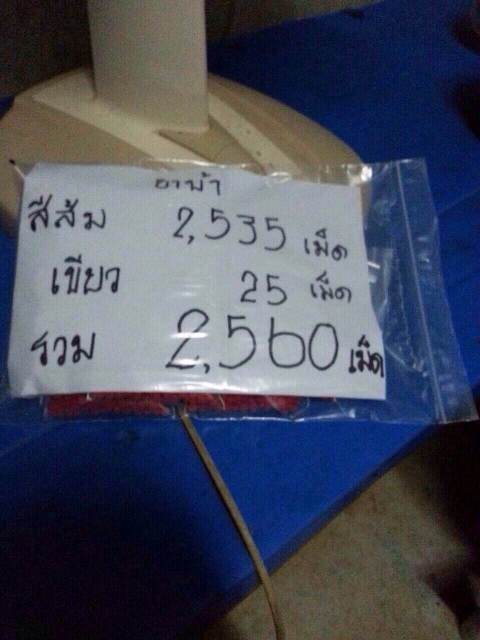 ยาบ้า
สีส้ม 2,535 เม็ด
เขียว 25 เม็ด
รวม 2,560 เม็ด